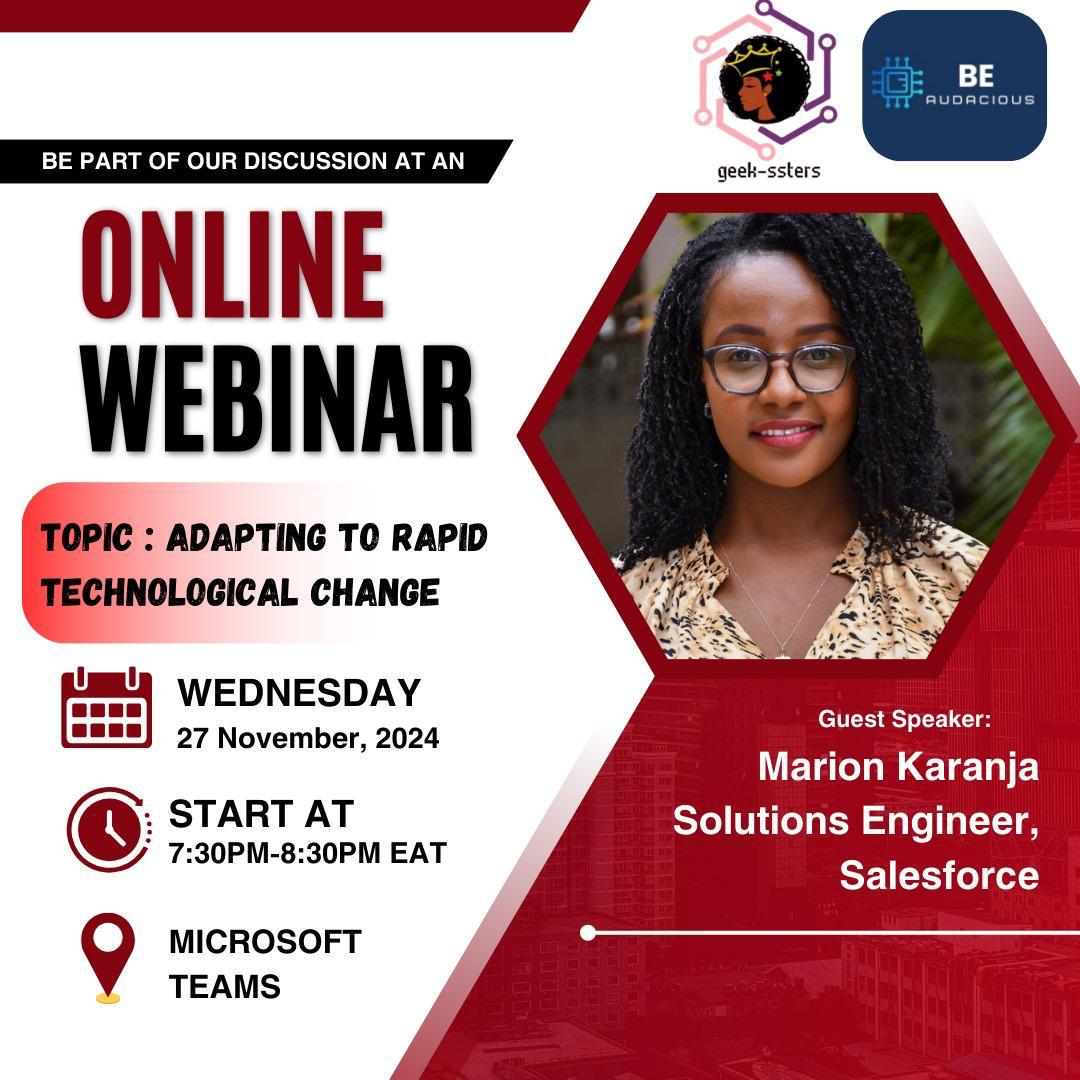 geek-ssters
BE
AUDACIOUS
BE PART OF OUR DISCUSSION AT AN
ONLINE
WEBINAR
TOPIC : ADAPTING TO RAPID
TECHNOLOGICAL CHANGE
WEDNESDAY
27 November, 2024
START AT
7:30PM-8:30PM EAT
MICROSOFT
TEAMS
Guest Speaker:
Marion Karanja
Solutions Engineer,
Salesforce